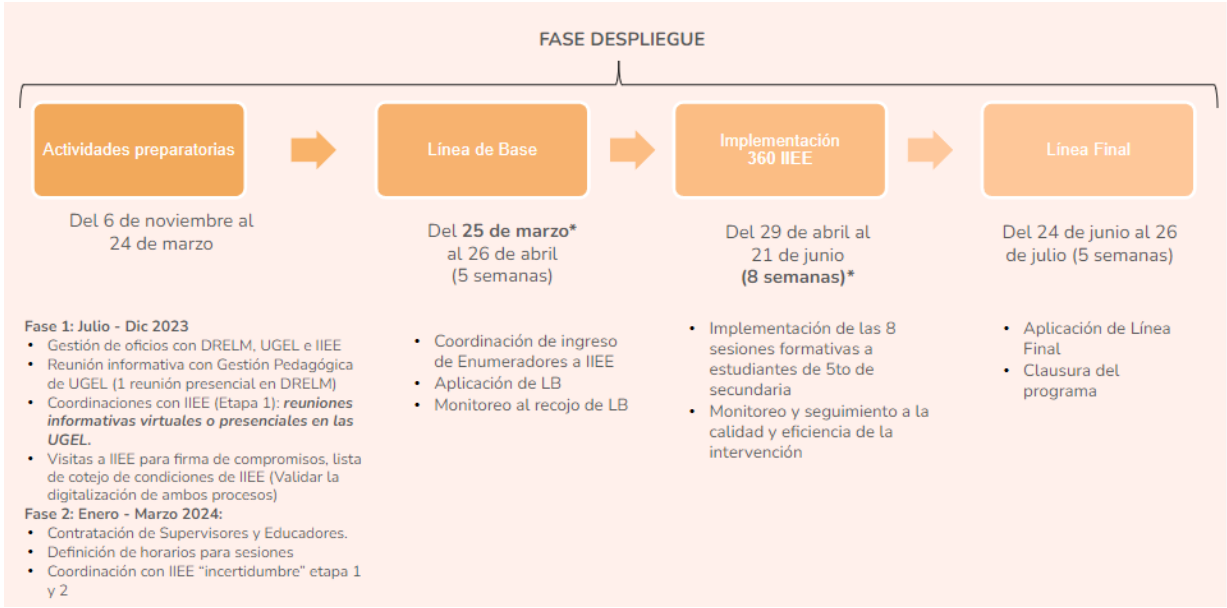 FASE DESPLIEGUE
Actividades preparatorias
Línea de Base
Implementación
360 IIEE
Línea Final
Del 6 de noviembre al
24 de marzo
Del 25 de marzo*
al 26 de abril
(5 semanas)
Del 29 de abril al
21 de junio
(8 semanas)*
Del 24 de junio al 26
de julio (5 semanas)
Fase 1: Julio - Dic 2023
• Gestión de oficios con DRELM, UGEL e IIEE
• Reunión informativa con Gestión Pedagógica
de UGEL (1 reunión presencial en DRELM)
• Coordinaciones con IIEE (Etapa 1): reuniones
informativas virtuales o presenciales en las
UGEL.
• Visitas a IIEE para firma de compromisos, lista
de cotejo de condiciones de IIEE (Validar la
digitalización de ambos procesos)
Fase 2: Enero - Marzo 2024:
• Contratación de Supervisores y Educadores.
• Definición de horarios para sesiones
• Coordinación con IIEE "incertidumbre" etapa 1
y 2
• Coordinación de ingreso
de Enumeradores a IIEE
• Aplicación de LB
• Monitoreo al recojo de LB
• Implementación de las 8
sesiones formativas a
estudiantes de 5to de
secundaria
• Monitoreo y seguimiento a la
calidad y eficiencia de la
intervención
• Aplicación de Línea
Final
• Clausura del
programa